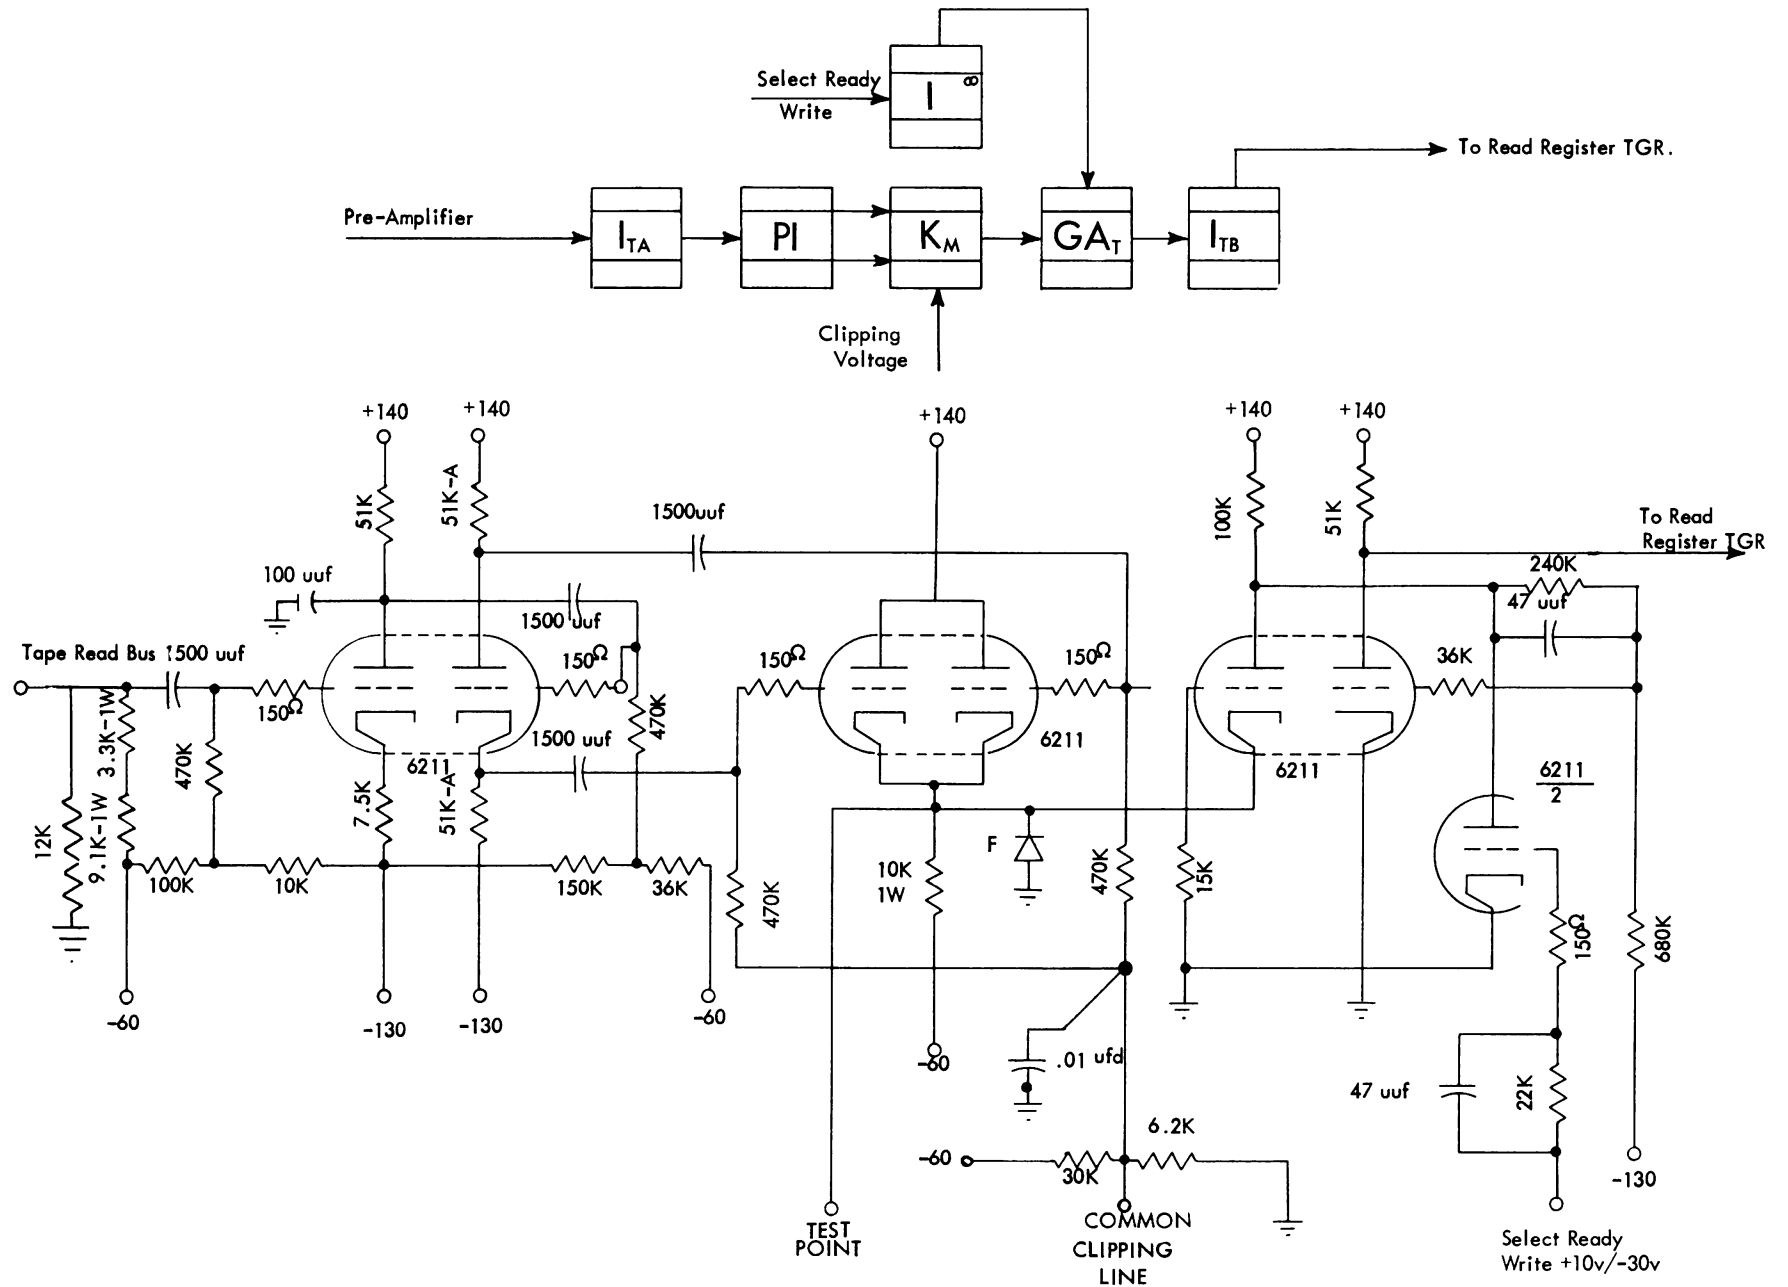 Select Ready
Write
I ∞
To Read Register TGR.
Pre-Amplifier
I TA
PI
K M
GA T
I TB
Clipping
Voltage
+140
+140
+140
+140
+140
51K
51K-A
1500uuf
100K
51K
To Read
Register TGR
240K
47 uuf
100 uuf
1500 uuf
Tape Read Bus
1500 uuf
150Ω
150Ω
150Ω
150Ω
36K
470K
1500 uuf
6211
6211
6211
6211
2
3.3K-1W
9.1K-1W
12K
470K
7.5K
51K-A
F
100K
10K
150K
36K
470K
10K
1W
470K
15K
150Ω
680K
-60
-130
-130
-60
-60
.01 ufd
47 uuf
22K
6.2K
-60
30K
-130
TEST
POINT
COMMON
CLIPPING
LINE
Select Ready
Write +10v/-30v